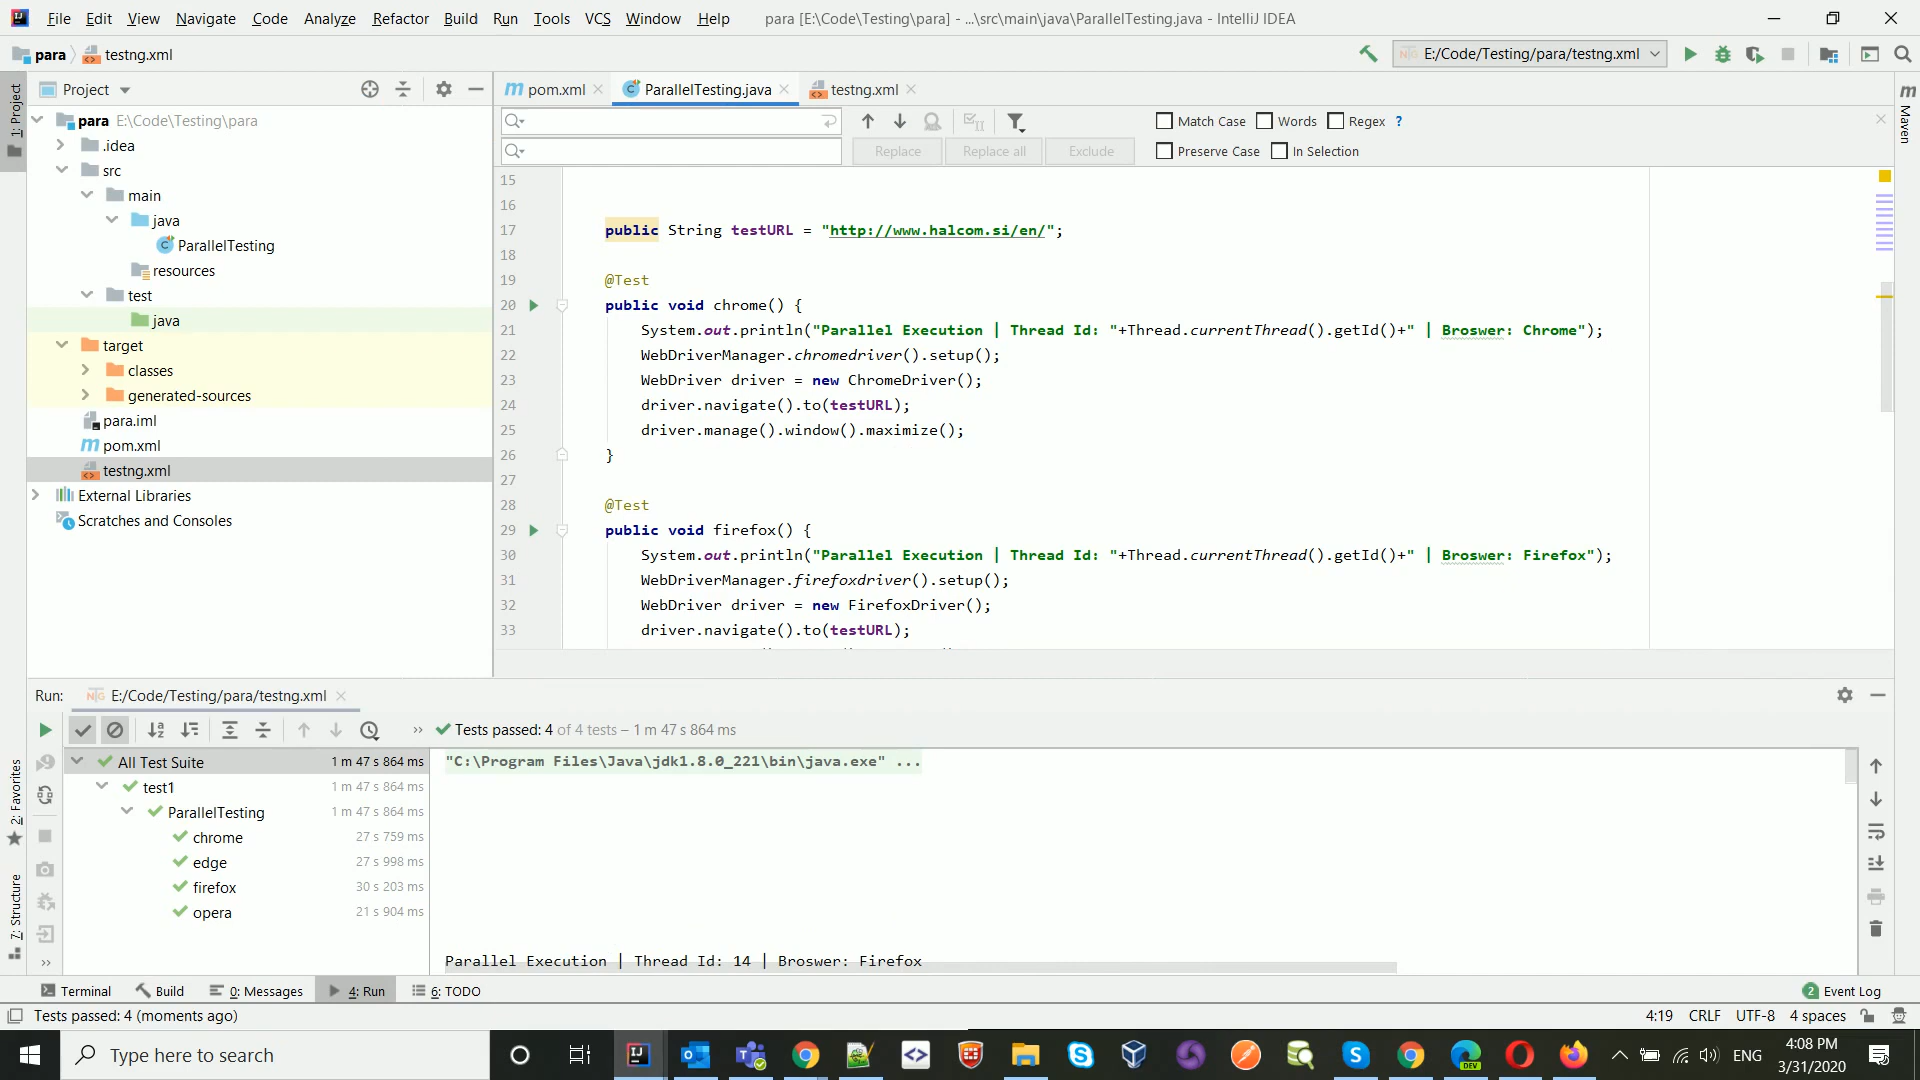 File Edit View Navigate Code Analyze Refactor Build Run Tools VCS Window Help para [E:\Code\Testing\para] - ...\src\main\java\ParallelTesting.java - IntelliJ IDEA
para testng.xml
E:/Code/Testing/para/testng.xml
1: Project
Project
pom.xml ParallelTesting.java testng.xml
Maven
para E:\Code\Testing\para
.idea
src
main
java
ParallelTesting
resources
test
java
target
classes
generated-sources
para.iml
pom.xml
testng.xml
External Libraries
Scratches and Consoles
Match Case Words Regex ?
Replace Replace all Exclude Preserve Case In Selection
15
16
17 public String testURL = "http://www.halcom.si/en/";
18
19 @Test
20 public void chrome() {
21 System.out.println("Parallel Execution | Thread Id: "+Thread.currentThread().getId()+" | Broswer: Chrome");
22 WebDriverManager.chromedriver().setup();
23 WebDriver driver = new ChromeDriver();
24 driver.navigate().to(testURL);
25 driver.manage().window().maximize();
26 }
27
28 @Test
29 public void firefox() {
30 System.out.println("Parallel Execution | Thread Id: "+Thread.currentThread().getId()+" | Broswer: Firefox");
31 WebDriverManager.firefoxdriver().setup();
32 WebDriver driver = new FirefoxDriver();
33 driver.navigate().to(testURL);
Run: E:/Code/Testing/para/testng.xml
Tests passed: 4 of 4 tests – 1 m 47 s 864 ms
All Test Suite 1 m 47 s 864 ms
test1 1 m 47 s 864 ms
ParallelTesting 1 m 47 s 864 ms
chrome 27 s 759 ms
edge 27 s 998 ms
firefox 30 s 203 ms
opera 21 s 904 ms
"C:\Program Files\Java\jdk1.8.0_221\bin\java.exe" ...
Parallel Execution | Thread Id: 14 | Broswer: Firefox
2: Favorites
7: Structure
Terminal Build 0: Messages 4: Run 6: TODO 2 Event Log
Tests passed: 4 (moments ago) 4:19 CRLF UTF-8 4 spaces
Type here to search
DEV
ENG
4:08 PM
3/31/2020